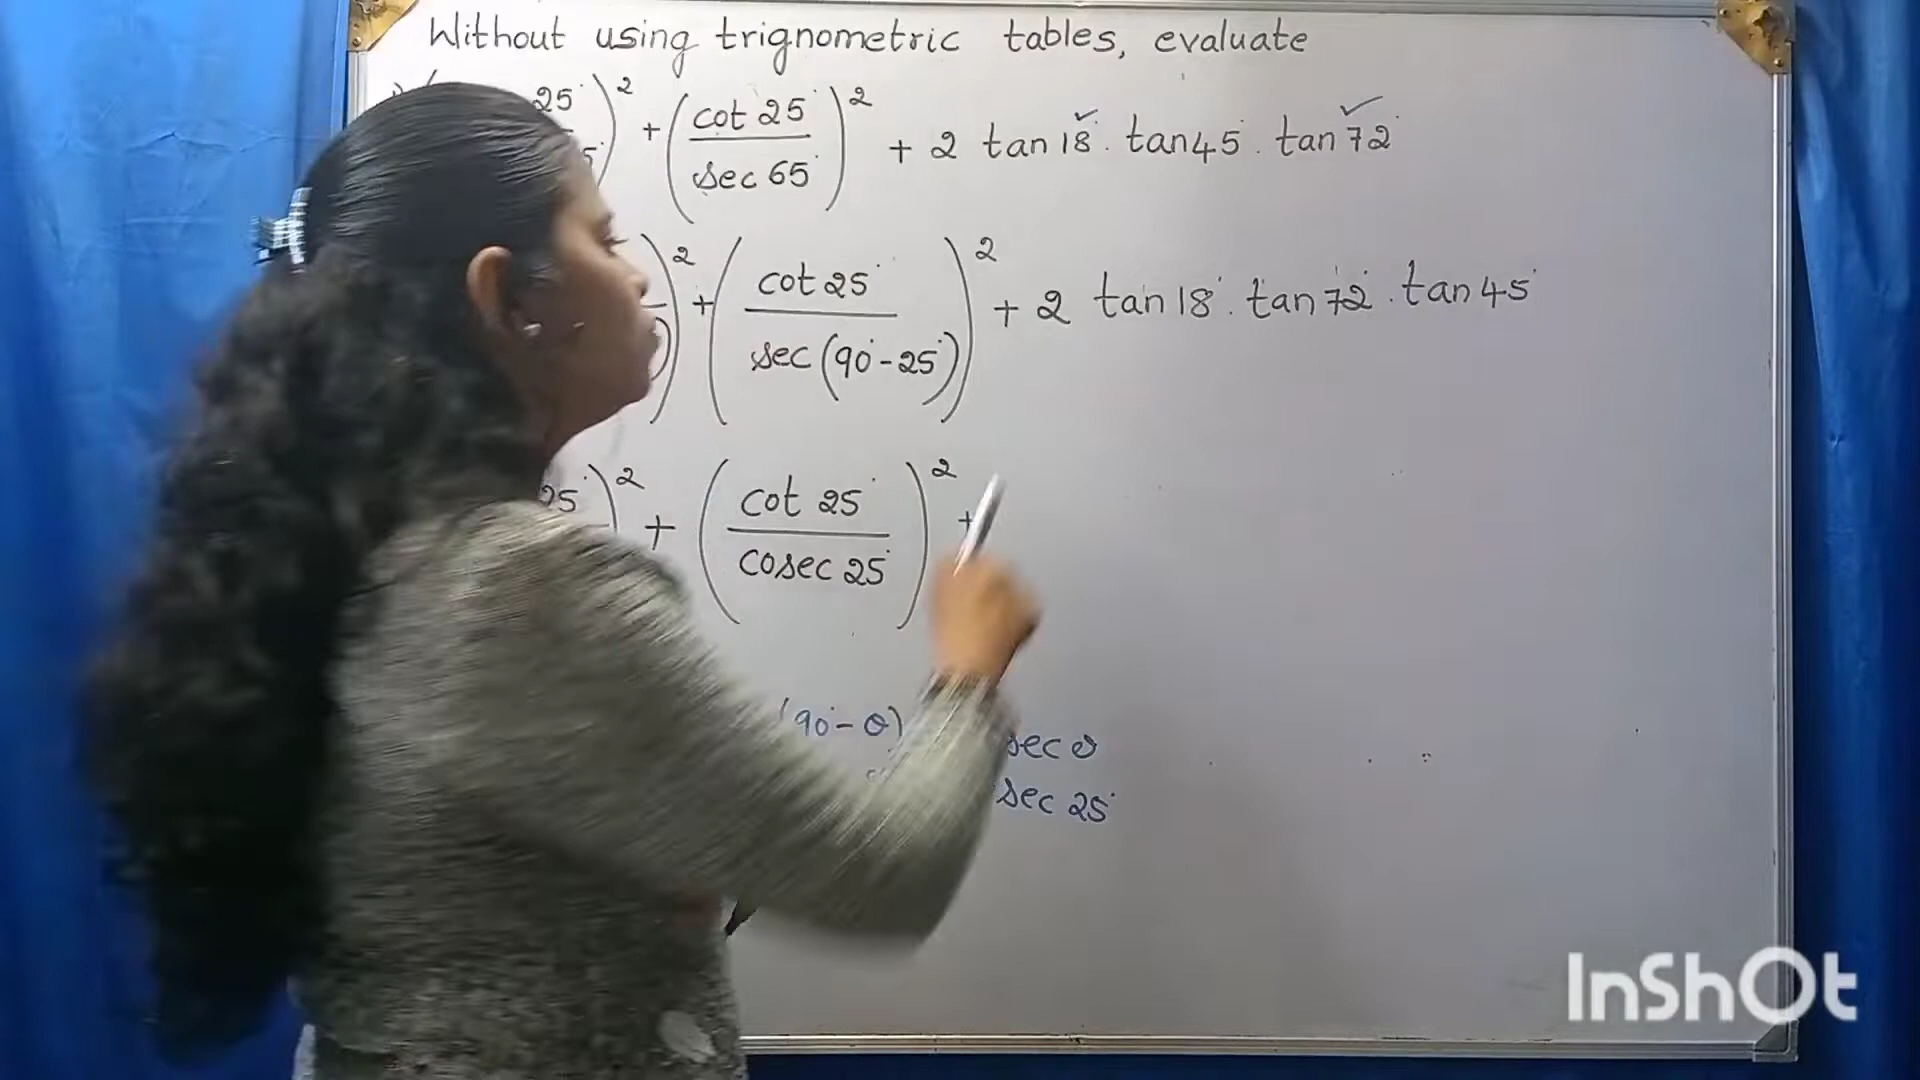 Without using trignometric tables, evaluate
25° )² + (cot 25° / sec 65°)² + 2 tan 18°. tan 45°. tan 72°
)² + (cot 25° / sec (90° - 25°))² + 2 tan 18°. tan 72°. tan 45°
25° )² + (cot 25° / cosec 25°)² +
(90° - θ) sec θ
sec 25°
InShOt